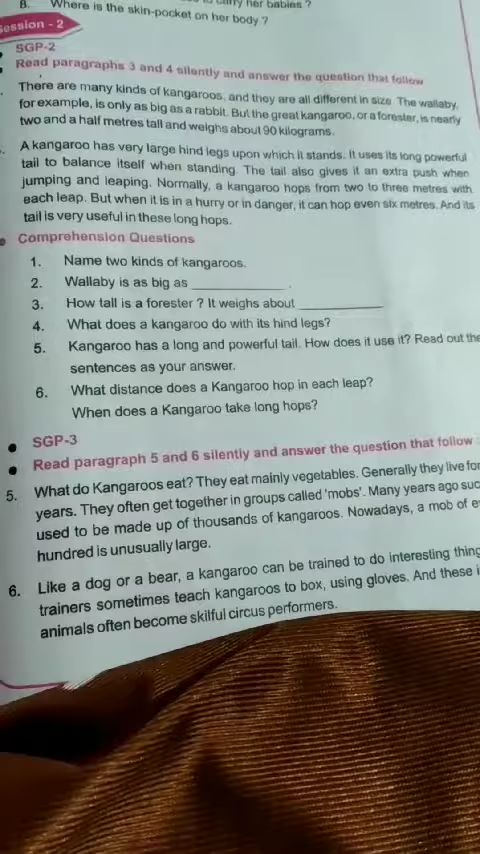 B. Where is the skin-pocket on her body ?
carry her babies ?
Session - 2
SGP-2
Read paragraphs 3 and 4 silently and answer the question that follow
There are many kinds of kangaroos, and they are all different in size. The wallaby,
for example, is only as big as a rabbit. But the great kangaroo, or a forester, is nearly
two and a half metres tall and weighs about 90 kilograms.
A kangaroo has very large hind legs upon which it stands. It uses its long powerful
tail to balance itself when standing. The tail also gives it an extra push when
jumping and leaping. Normally, a kangaroo hops from two to three metres with
each leap. But when it is in a hurry or in danger, it can hop even six metres. And its
tail is very useful in these long hops.
Comprehension Questions
1. Name two kinds of kangaroos.
2. Wallaby is as big as ____________ .
3. How tall is a forester ? It weighs about ____________
4. What does a kangaroo do with its hind legs?
5. Kangaroo has a long and powerful tail. How does it use it? Read out the
sentences as your answer.
6. What distance does a Kangaroo hop in each leap?
When does a Kangaroo take long hops?
• SGP-3
• Read paragraph 5 and 6 silently and answer the question that follow
5. What do Kangaroos eat? They eat mainly vegetables. Generally they live for
years. They often get together in groups called 'mobs'. Many years ago
used to be made up of thousands of kangaroos. Nowadays, a mob of
hundred is unusually large.
6. Like a dog or a bear, a kangaroo can be trained to do interesting
trainers sometimes teach kangaroos to box, using gloves. And these
animals often become skilful circus performers.